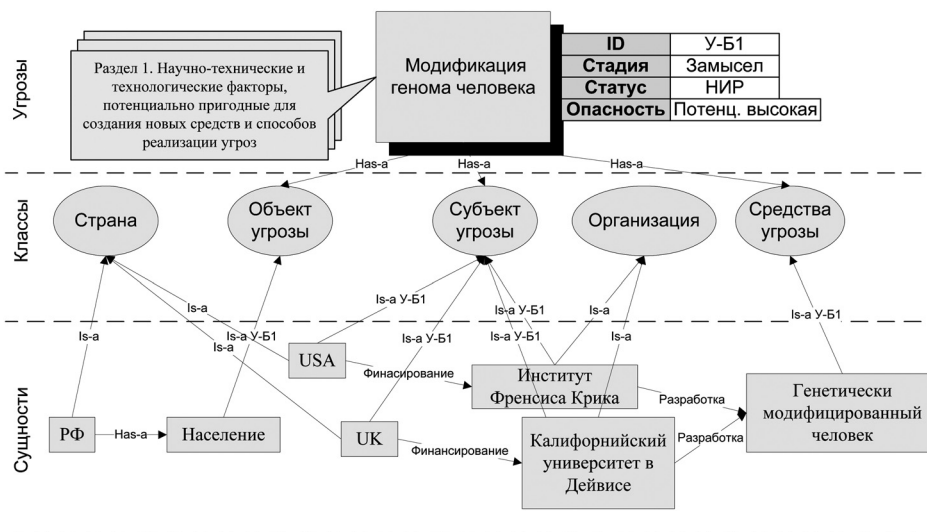 Угрозы
Раздел 1. Научно-технические и
технологические факторы,
потенциально пригодные для
создания новых средств и способов
реализации угроз
Модификация
генома человека
ID У-Б1
Стадия Замысел
Статус НИР
Опасность Потенц. высокая
Has-a Has-a Has-a
Классы
Страна
Объект
угрозы
Субъект
угрозы
Организация
Средства
угрозы
Is-a У-Б1
Is-a
Is-a У-Б1
Is-a
Is-a У-Б1
Is-a
Is-a
Is-a У-Б1
Is-a У-Б1
Is-a У-Б1
Is-a
Сущности
USA
Финасирование
Институт
Френсиса Крика
Разработка
Генетически
модифицированный
человек
РФ
Has-a
Население
UK
Финансирование
Калифорнийский
университет в
Дейвисе
Разработка